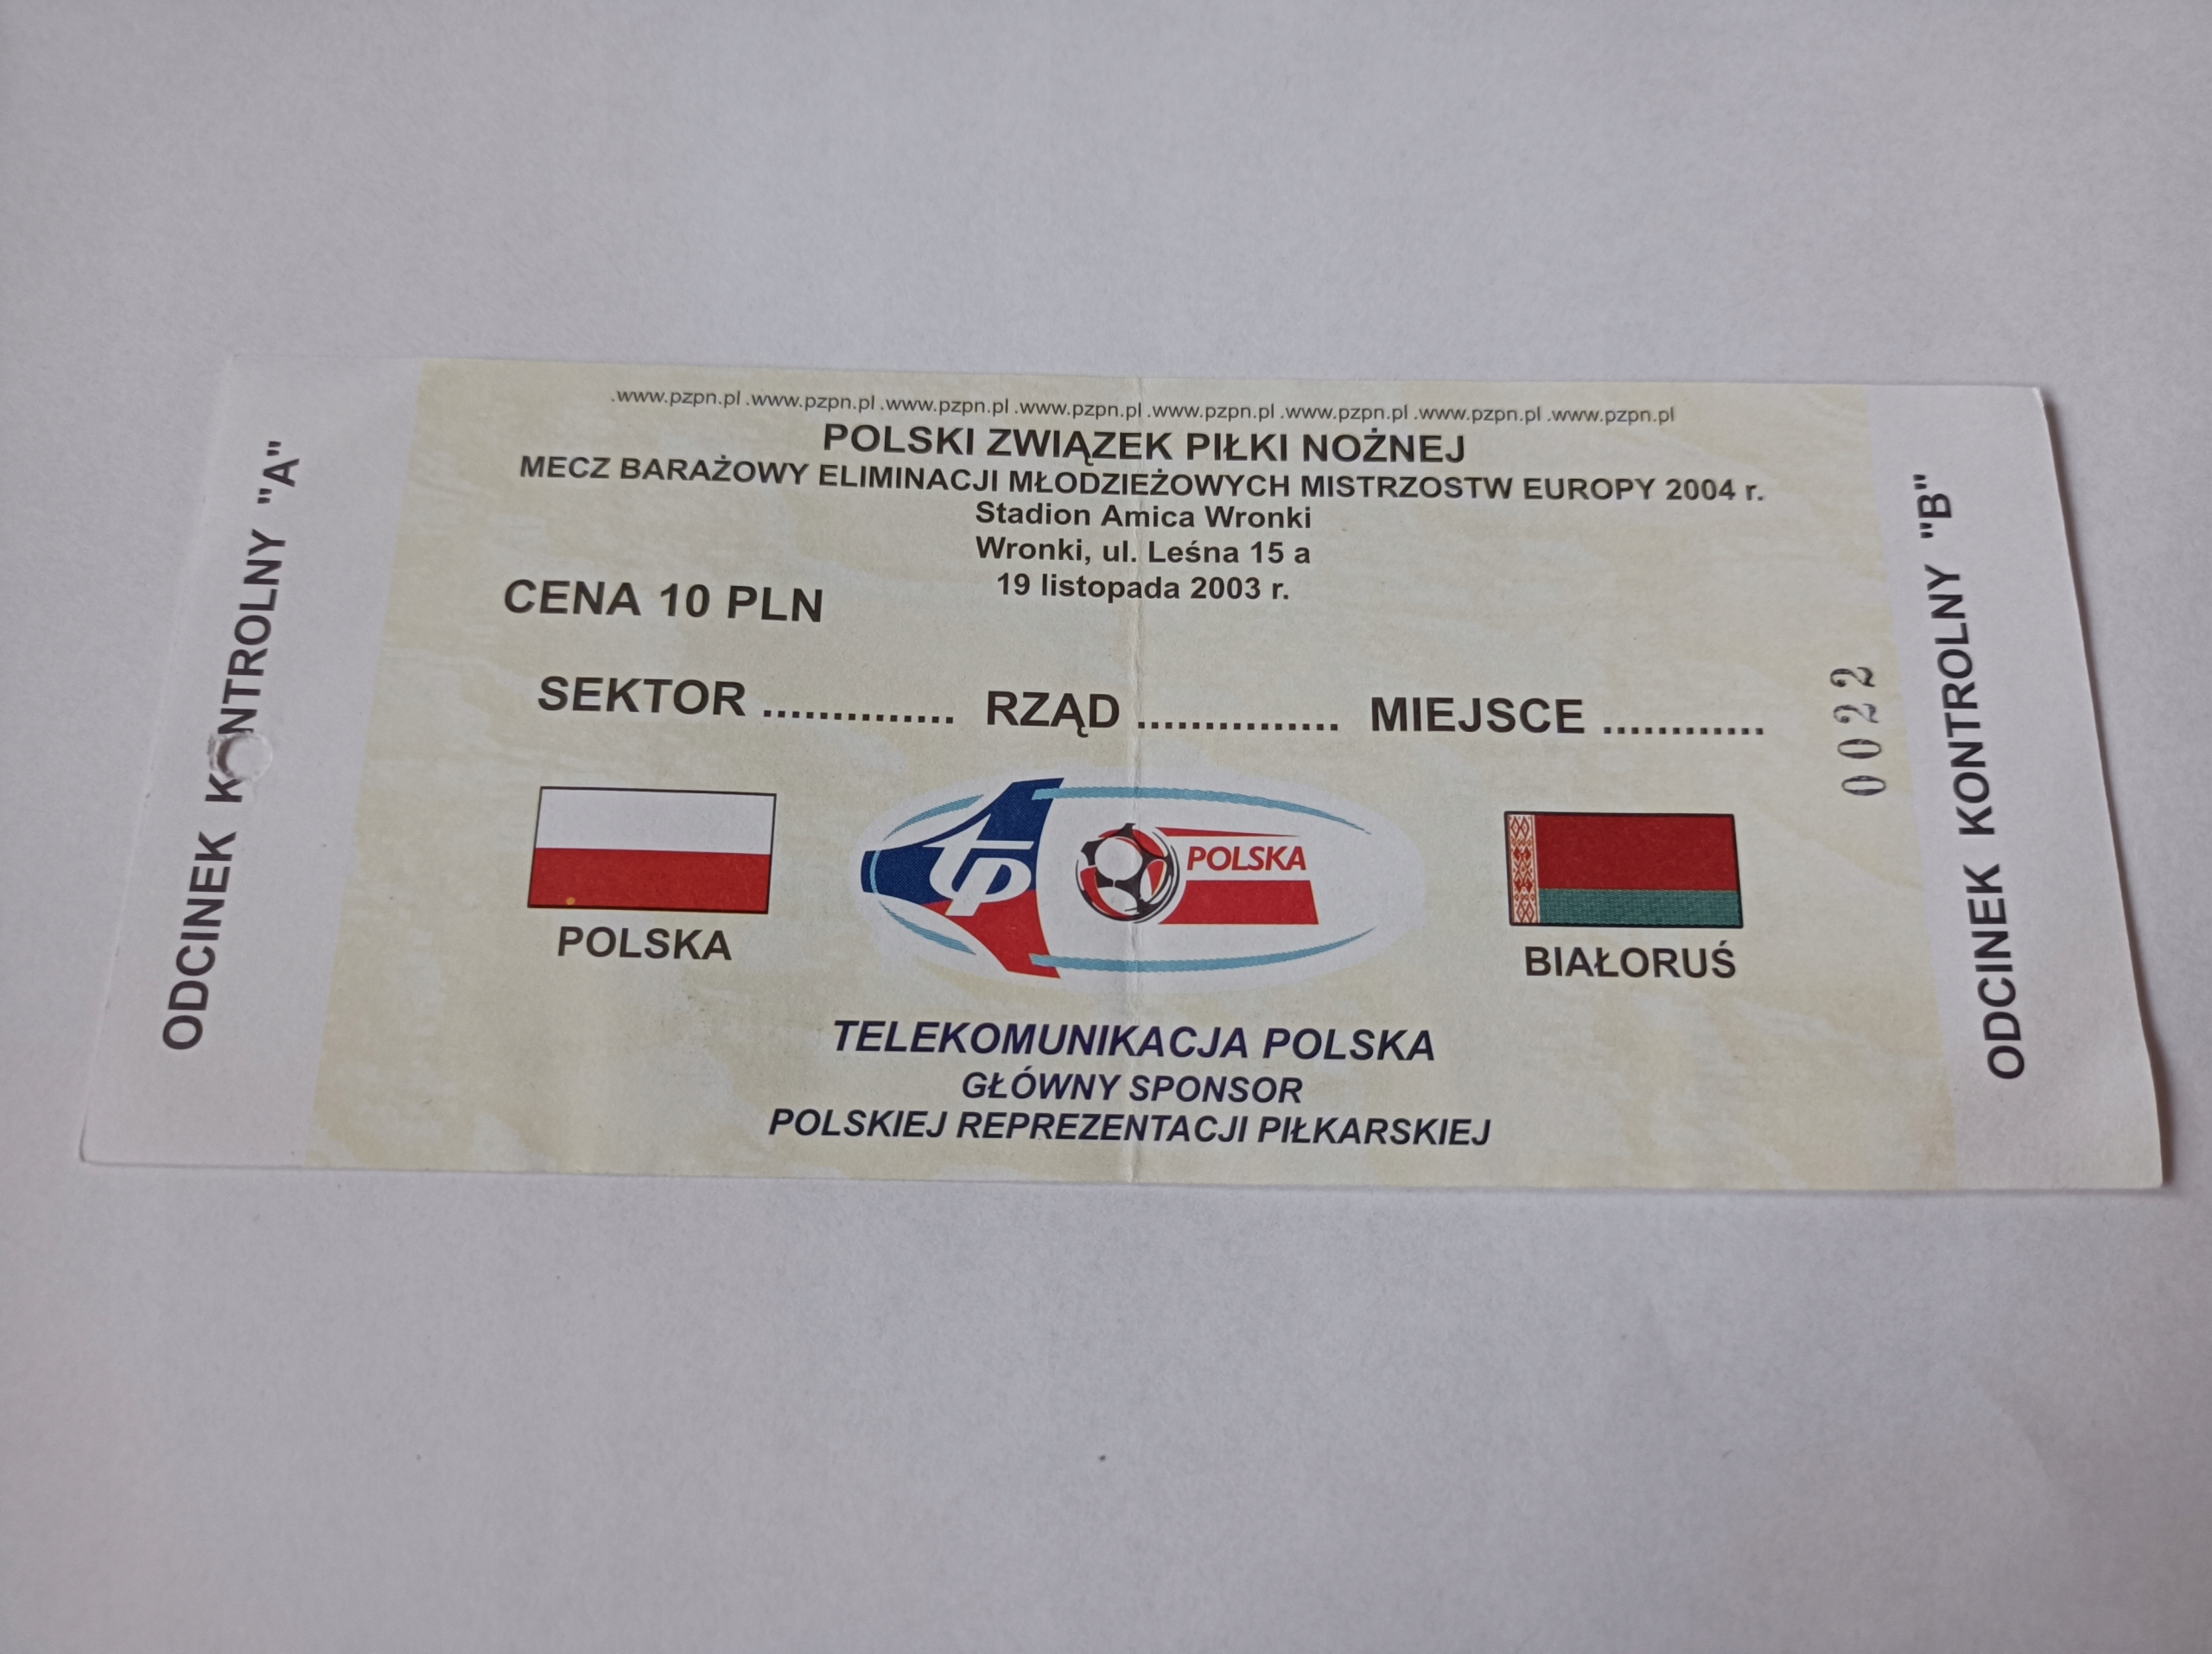 ODCINEK KONTROLNY "A"
.www.pzpn.pl .www.pzpn.pl .www.pzpn.pl .www.pzpn.pl .www.pzpn.pl .www.pzpn.pl .www.pzpn.pl .www.pzpn.pl
POLSKI ZWIĄZEK PIŁKI NOŻNEJ
MECZ BARAŻOWY ELIMINACJI MŁODZIEŻOWYCH MISTRZOSTW EUROPY 2004 r.
Stadion Amica Wronki
Wronki, ul. Leśna 15 a
19 listopada 2003 r.
CENA 10 PLN
SEKTOR .............. RZĄD ............... MIEJSCE ............
0022
tp
POLSKA
POLSKA
BIAŁORUŚ
TELEKOMUNIKACJA POLSKA
GŁÓWNY SPONSOR
POLSKIEJ REPREZENTACJI PIŁKARSKIEJ
ODCINEK KONTROLNY "B"